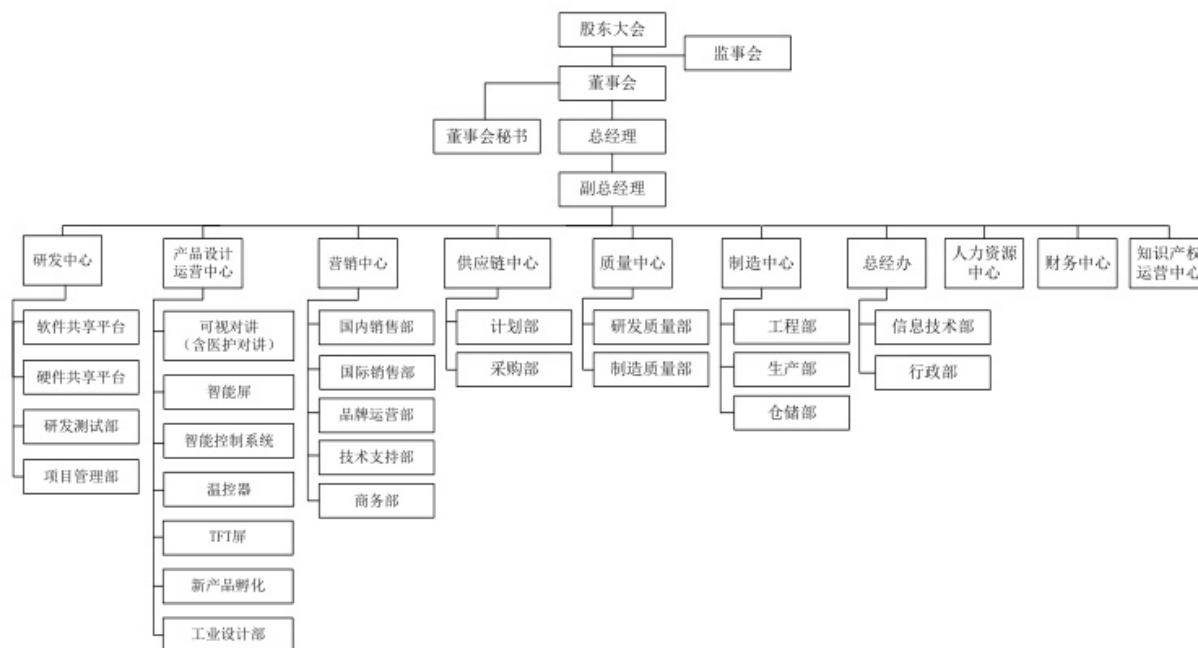 股东大会
监事会
董事会
董事会秘书
总经理
副总经理
研发中心
产品设计
运营中心
营销中心
供应链中心
质量中心
制造中心
总经办
人力资源
中心
财务中心
知识产权
运营中心
软件共享平台
硬件共享平台
研发测试部
项目管理部
可视对讲
（含医护对讲）
智能屏
智能控制系统
温控器
TFT屏
新产品孵化
工业设计部
国内销售部
国际销售部
品牌运营部
技术支持部
商务部
计划部
采购部
研发质量部
制造质量部
工程部
生产部
仓储部
信息技术部
行政部